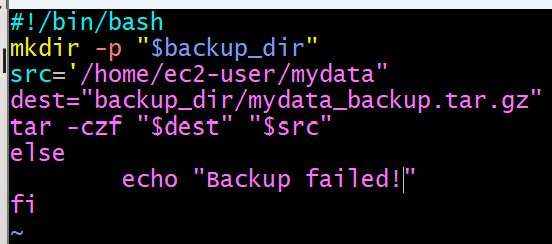 #!/bin/bash
mkdir -p "$backup_dir"
src='/home/ec2-user/mydata"
dest="backup_dir/mydata_backup.tar.gz"
tar -czf "$dest" "$src"
else
        echo "Backup failed!"
fi
~